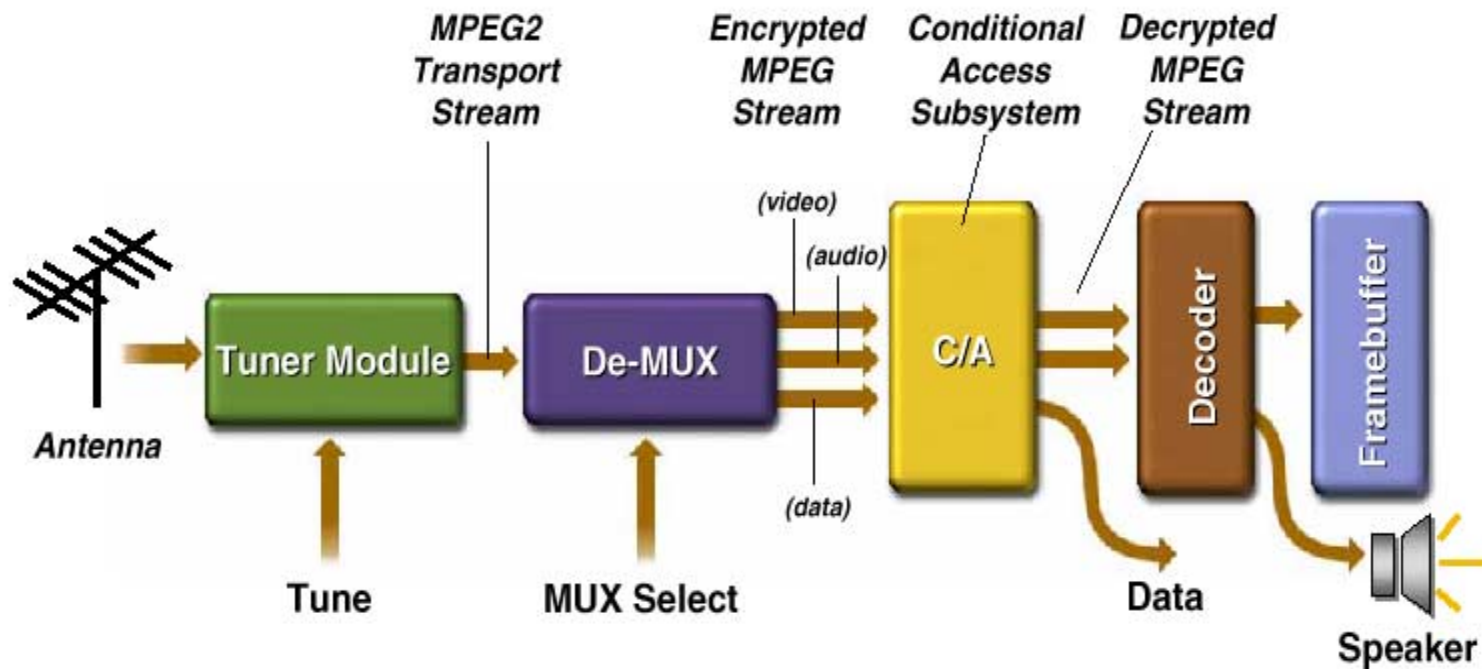 MPEG2
Transport
Stream
Encrypted
MPEG
Stream
Conditional
Access
Subsystem
Decrypted
MPEG
Stream
(video)
(audio)
(data)
Antenna
Tuner Module
De-MUX
C/A
Decoder
Framebuffer
Tune
MUX Select
Data
Speaker